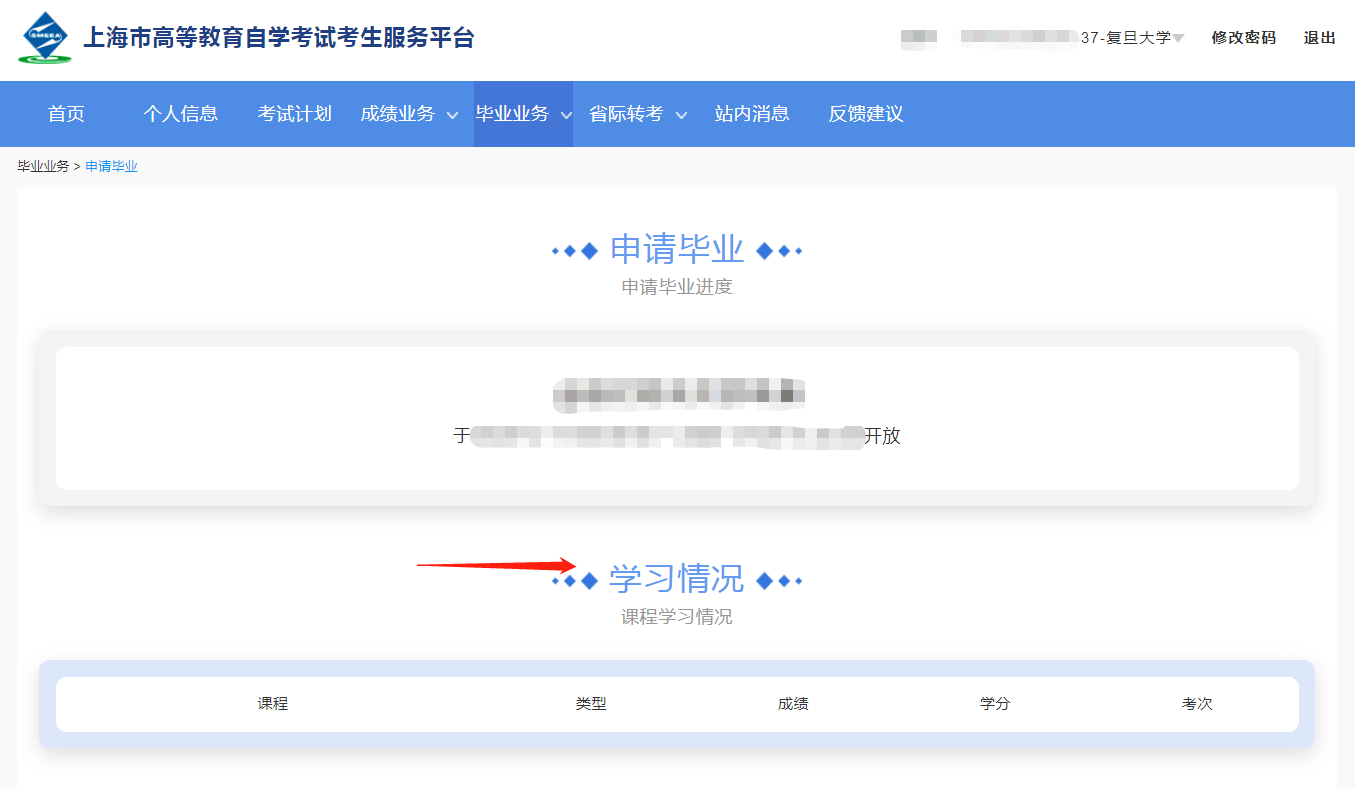 SMEEA
上海市高等教育自学考试考生服务平台
37-复旦大学 修改密码 退出
首页 个人信息 考试计划 成绩业务 毕业业务 省际转考 站内消息 反馈建议
毕业业务 > 申请毕业
申请毕业
申请毕业进度
于 开放
学习情况
课程学习情况
课程 类型 成绩 学分 考次